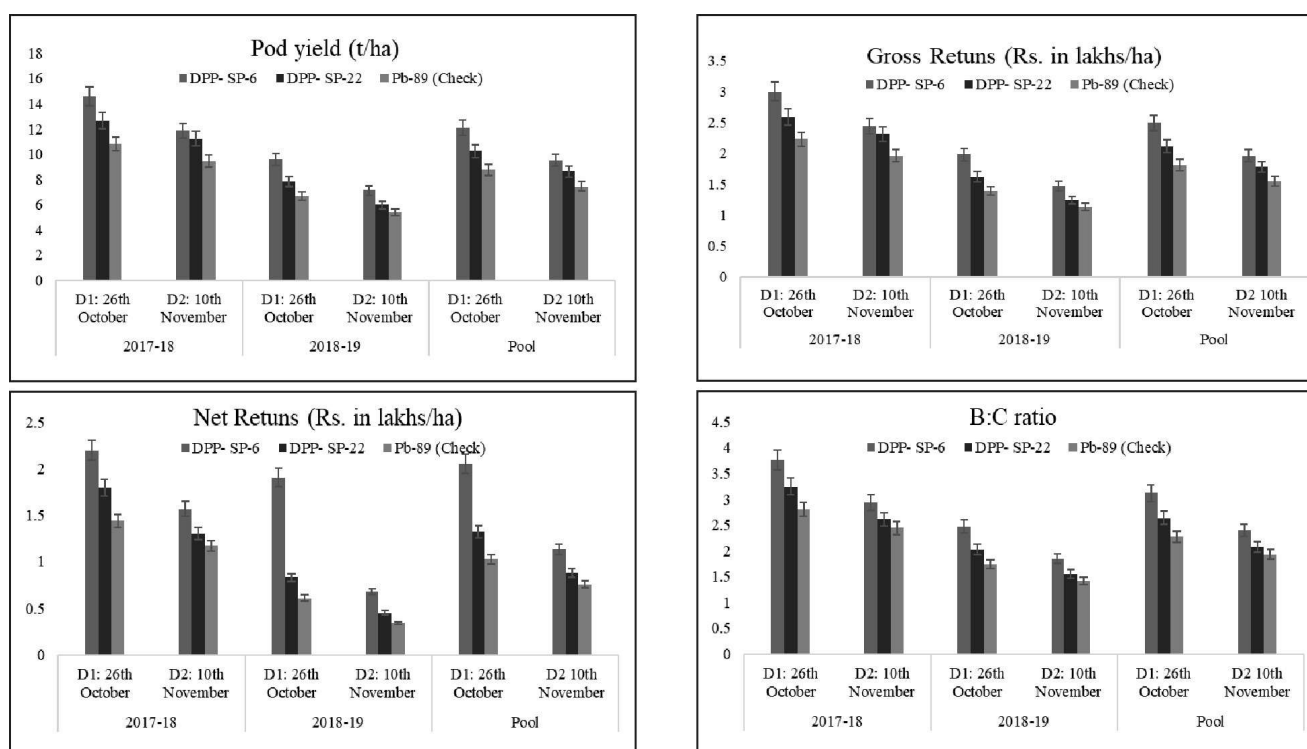 Pod yield (t/ha)
DPP- SP-6 DPP- SP-22 Pb-89 (Check)
18
16
14
12
10
8
6
4
2
0
D1: 26th October D2: 10th November D1: 26th October D2: 10th November D1: 26th October D2 10th November
2017-18 2018-19 Pool
Gross Retuns (Rs. in lakhs/ha)
DPP- SP-6 DPP- SP-22 Pb-89 (Check)
3.5
3
2.5
2
1.5
1
0.5
0
D1: 26th October D2: 10th November D1: 26th October D2: 10th November D1: 26th October D2 10th November
2017-18 2018-19 Pool
Net Retuns (Rs. in lakhs/ha)
DPP- SP-6 DPP- SP-22 Pb-89 (Check)
2.5
2
1.5
1
0.5
0
D1: 26th October D2: 10th November D1: 26th October D2: 10th November D1: 26th October D2 10th November
2017-18 2018-19 Pool
B:C ratio
DPP- SP-6 DPP- SP-22 Pb-89 (Check)
4.5
4
3.5
3
2.5
2
1.5
1
0.5
0
D1: 26th October D2: 10th November D1: 26th October D2: 10th November D1: 26th October D2 10th November
2017-18 2018-19 Pool